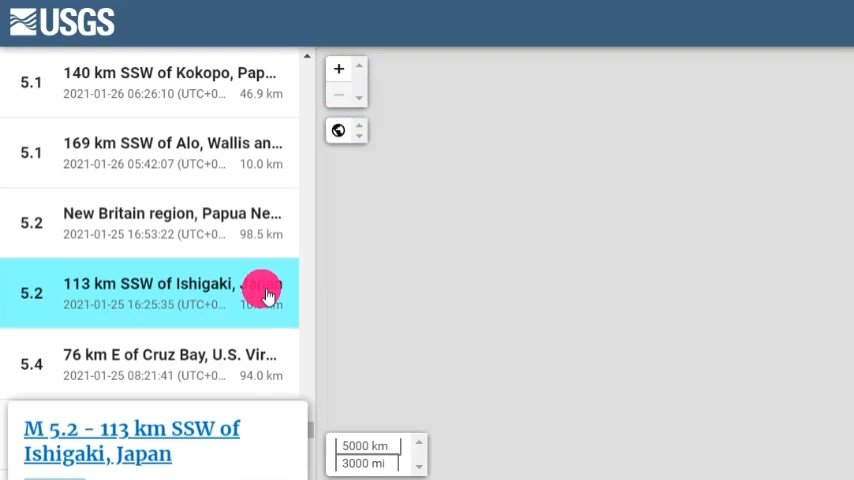 USGS
5.1
140 km SSW of Kokopo, Pap...
2021-01-26 06:26:10 (UTC+0... 46.9 km
5.1
169 km SSW of Alo, Wallis an...
2021-01-26 05:42:07 (UTC+0... 10.0 km
5.2
New Britain region, Papua Ne...
2021-01-25 16:53:22 (UTC+0... 98.5 km
5.2
113 km SSW of Ishigaki, Japan
2021-01-25 16:25:35 (UTC+0... km
5.4
76 km E of Cruz Bay, U.S. Vir...
2021-01-25 08:21:41 (UTC+0... 94.0 km
M 5.2 - 113 km SSW of
Ishigaki, Japan
+
−
5000 km
3000 mi